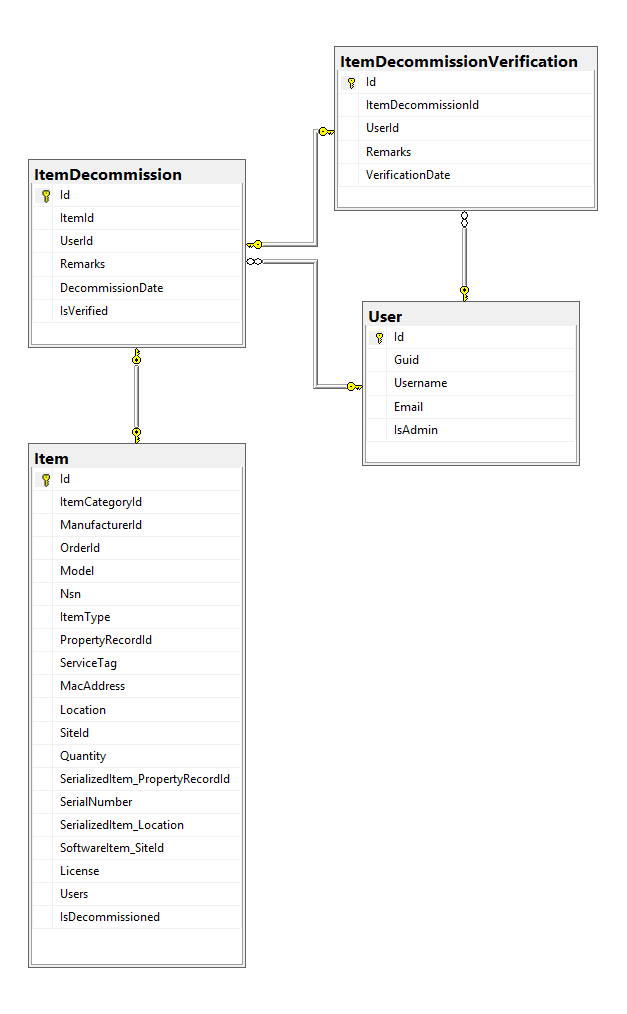 ItemDecommissionVerification
Id
ItemDecommissionId
UserId
Remarks
VerificationDate
ItemDecommission
Id
ItemId
UserId
Remarks
DecommissionDate
IsVerified
User
Id
Guid
Username
Email
IsAdmin
Item
Id
ItemCategoryId
ManufacturerId
OrderId
Model
Nsn
ItemType
PropertyRecordId
ServiceTag
MacAddress
Location
SiteId
Quantity
SerializedItem_PropertyRecordId
SerialNumber
SerializedItem_Location
SoftwareItem_SiteId
License
Users
IsDecommissioned